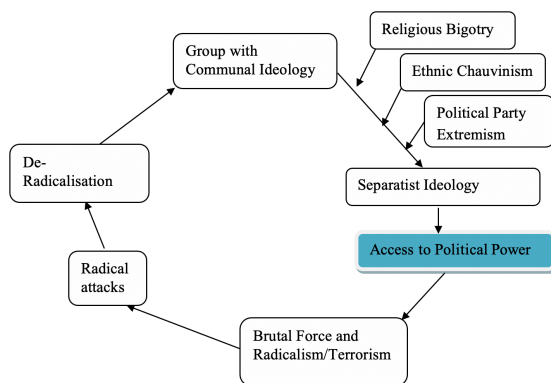 Religious Bigotry
Group with
Communal Ideology
Ethnic Chauvinism
Political Party
Extremism
De-
Radicalisation
Separatist Ideology
Access to Political Power
Radical
attacks
Brutal Force and
Radicalism/Terrorism